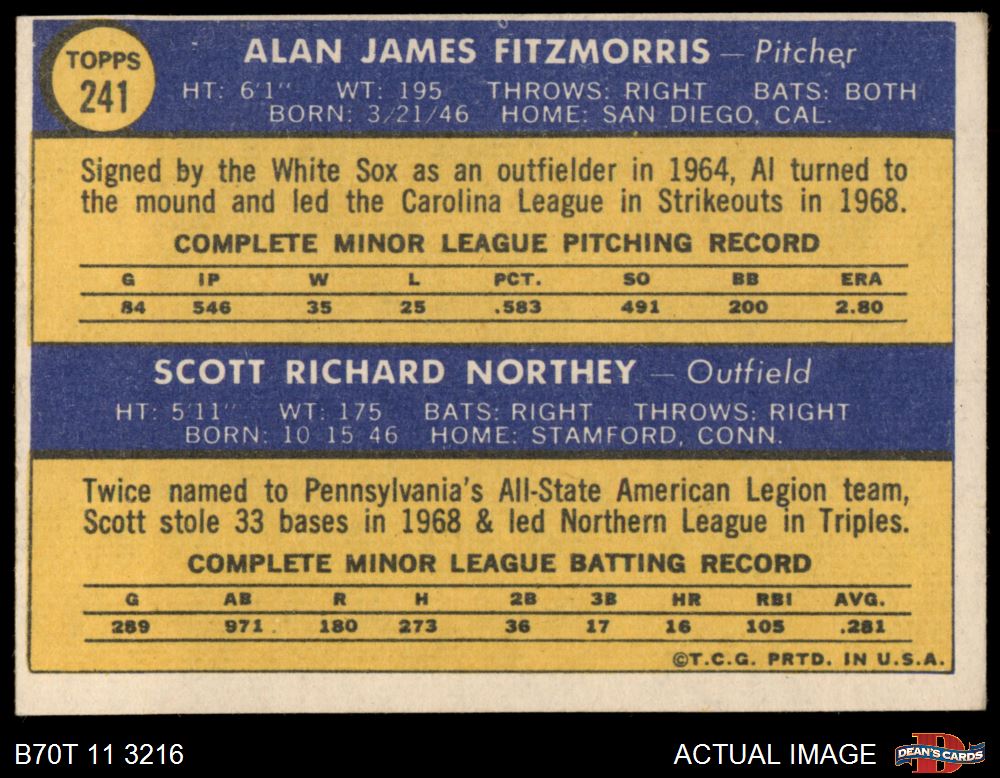 TOPPS
241
ALAN JAMES FITZMORRIS — Pitcher
HT: 6'1" WT: 195 THROWS: RIGHT BATS: BOTH
BORN: 3/21/46 HOME: SAN DIEGO, CAL.
Signed by the White Sox as an outfielder in 1964, Al turned to
the mound and led the Carolina League in Strikeouts in 1968.
COMPLETE MINOR LEAGUE PITCHING RECORD
G IP W L PCT. SO BB ERA
84 546 35 25 .583 491 200 2.80
SCOTT RICHARD NORTHEY — Outfield
HT: 5'11" WT: 175 BATS: RIGHT THROWS: RIGHT
BORN: 10 15 46 HOME: STAMFORD, CONN.
Twice named to Pennsylvania's All-State American Legion team,
Scott stole 33 bases in 1968 & led Northern League in Triples.
COMPLETE MINOR LEAGUE BATTING RECORD
G AB R H 2B 3B HR RBI AVG.
289 971 180 273 36 17 16 105 .281
©T.C.G. PRTD. IN U.S.A.
B70T 11 3216
ACTUAL IMAGE
DEAN'S CARDS